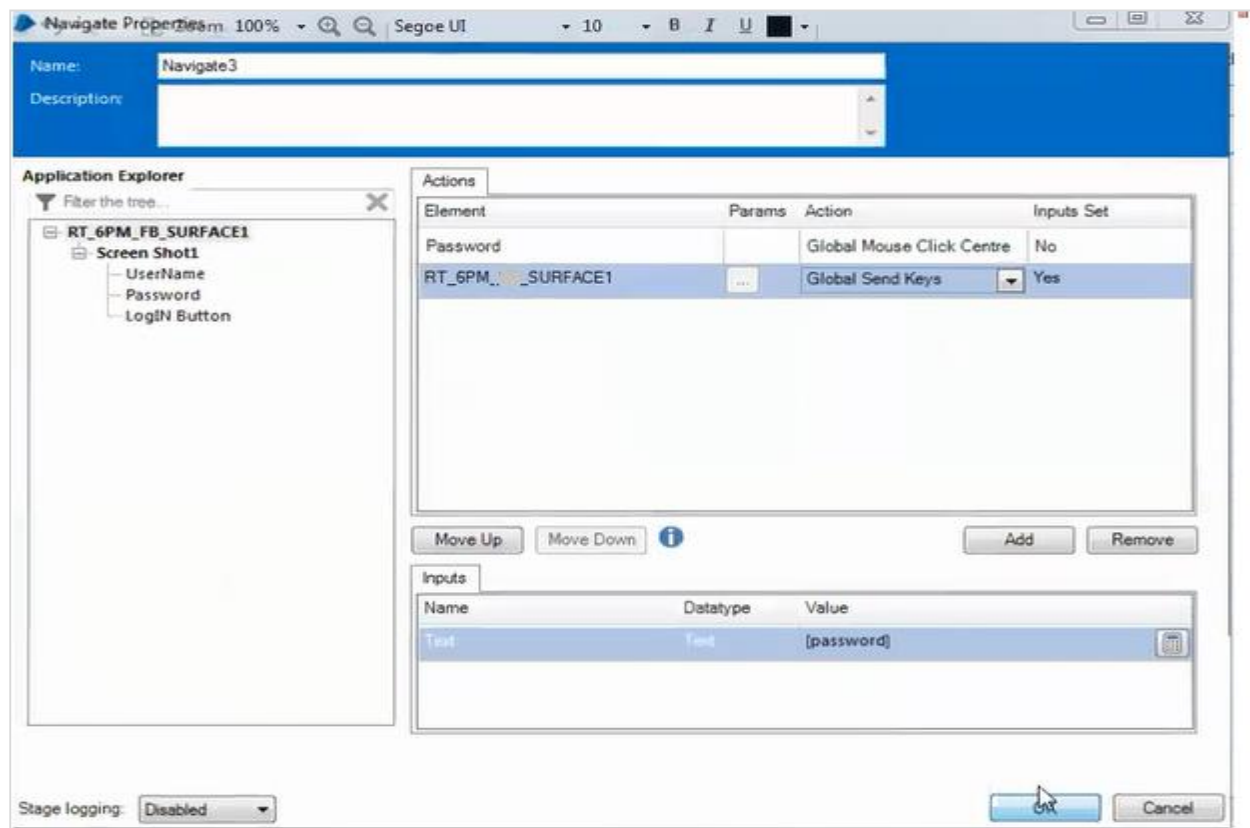 Navigate Properties 100% Segoe UI 10 B I U
Name: Navigate3
Description:
Application Explorer
Filter the tree...
RT_6PM_FB_SURFACE1
Screen Shot1
UserName
Password
LogIN Button
Actions
Element Params Action Inputs Set
Password Global Mouse Click Centre No
RT_6PM_ _SURFACE1 ... Global Send Keys Yes
Move Up Move Down Add Remove
Inputs
Name Datatype Value
Text Text [password]
Stage logging: Disabled Cancel